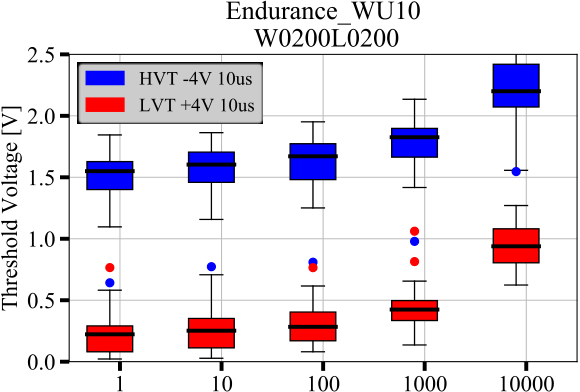 Endurance_WU10
W0200L0200
HVT -4V 10us
LVT +4V 10us
Threshold Voltage [V]
2.5
2.0
1.5
1.0
0.5
0.0
1 10 100 1000 10000